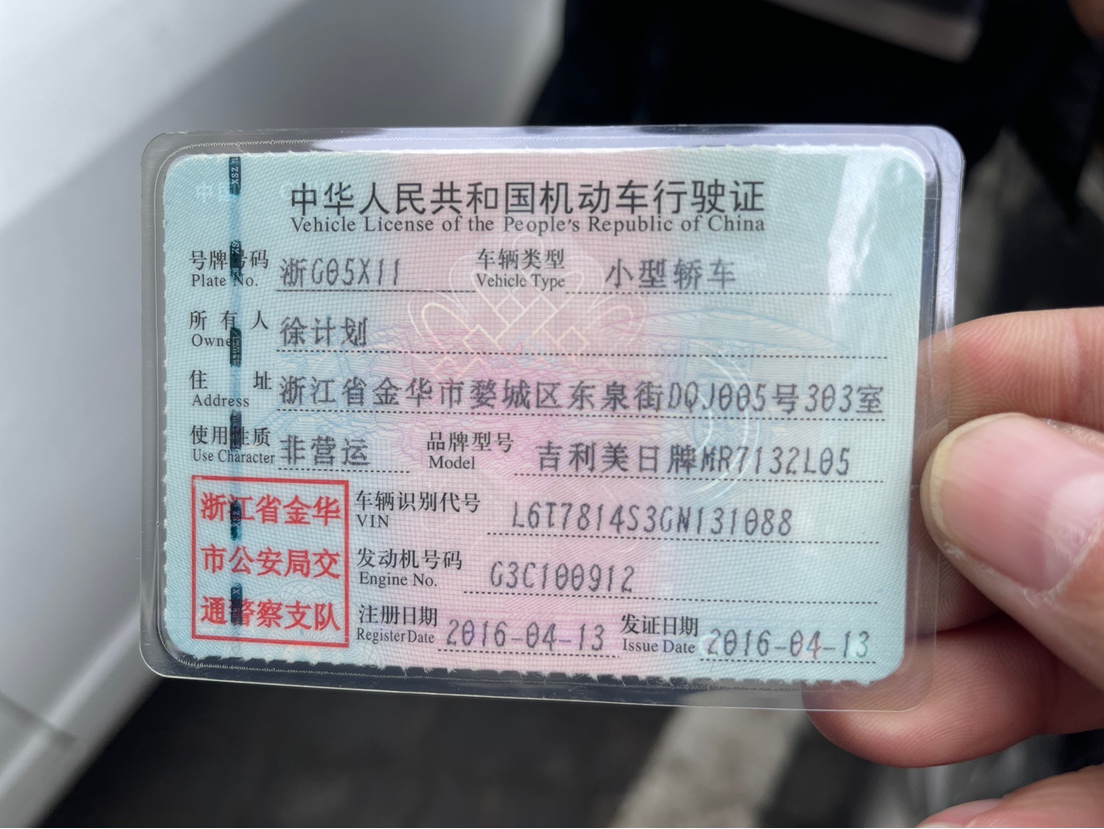 中华人民共和国机动车行驶证
Vehicle License of the People's Republic of China
号牌号码 浙G05X11 车辆类型 小型轿车
Plate No. Vehicle Type
所有人 徐计划
Owner
住址 浙江省金华市婺城区东泉街DQJ005号303室
Address
使用性质 非营运 品牌型号 吉利美日牌MR7132L05
Use Character Model
浙江省金华
市公安局交
通警察支队
车辆识别代号 L6T7814S3GN131088
VIN
发动机号码 G3C100912
Engine No.
注册日期 2016-04-13 发证日期 2016-04-13
Register Date Issue Date